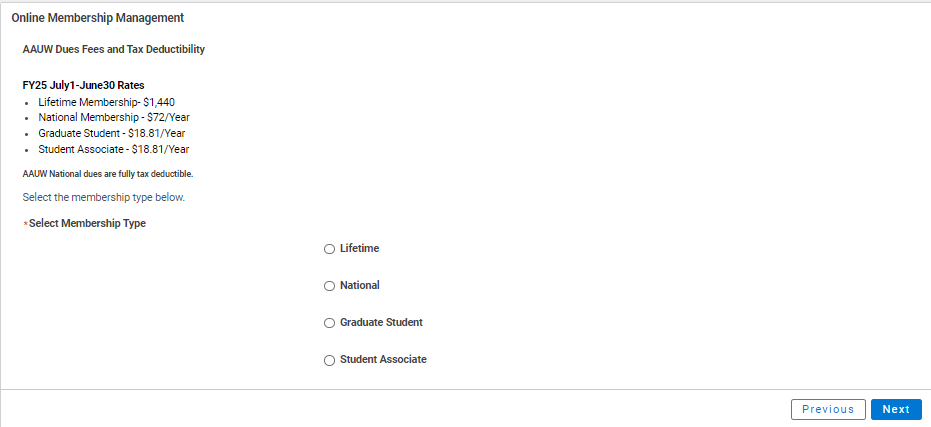 Online Membership Management
AAUW Dues Fees and Tax Deductibility
FY25 July1-June30 Rates
• Lifetime Membership- $1,440
• National Membership - $72/Year
• Graduate Student - $18.81/Year
• Student Associate - $18.81/Year
AAUW National dues are fully tax deductible.
Select the membership type below.
*Select Membership Type
Lifetime
National
Graduate Student
Student Associate
Previous Next